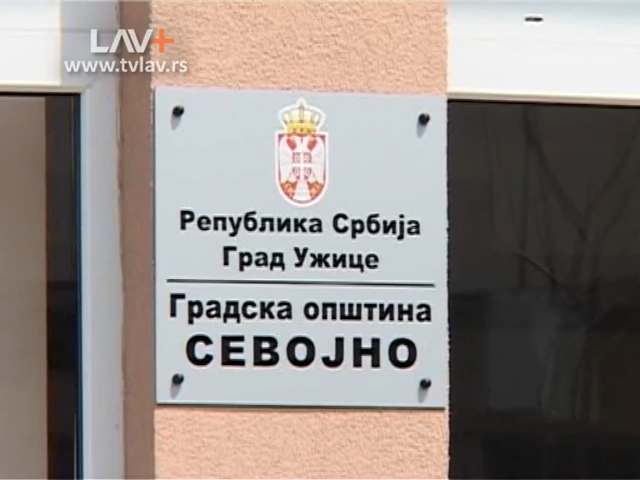 LAV+
www.tvlav.rs
Република Србија
Град Ужице
Градска општина
СЕВОЈНО